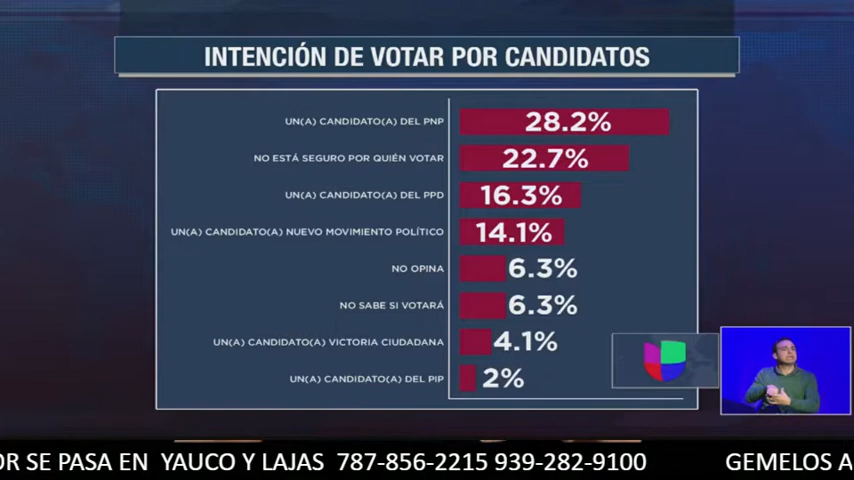 INTENCIÓN DE VOTAR POR CANDIDATOS
UN(A) CANDIDATO(A) DEL PNP 28.2%
NO ESTÁ SEGURO POR QUIÉN VOTAR 22.7%
UN(A) CANDIDATO(A) DEL PPD 16.3%
UN(A) CANDIDATO(A) NUEVO MOVIMIENTO POLÍTICO 14.1%
NO OPINA 6.3%
NO SABE SI VOTARÁ 6.3%
UN(A) CANDIDATO(A) VICTORIA CIUDADANA 4.1%
UN(A) CANDIDATO(A) DEL PIP 2%
OR SE PASA EN YAUCO Y LAJAS 787-856-2215 939-282-9100 GEMELOS A